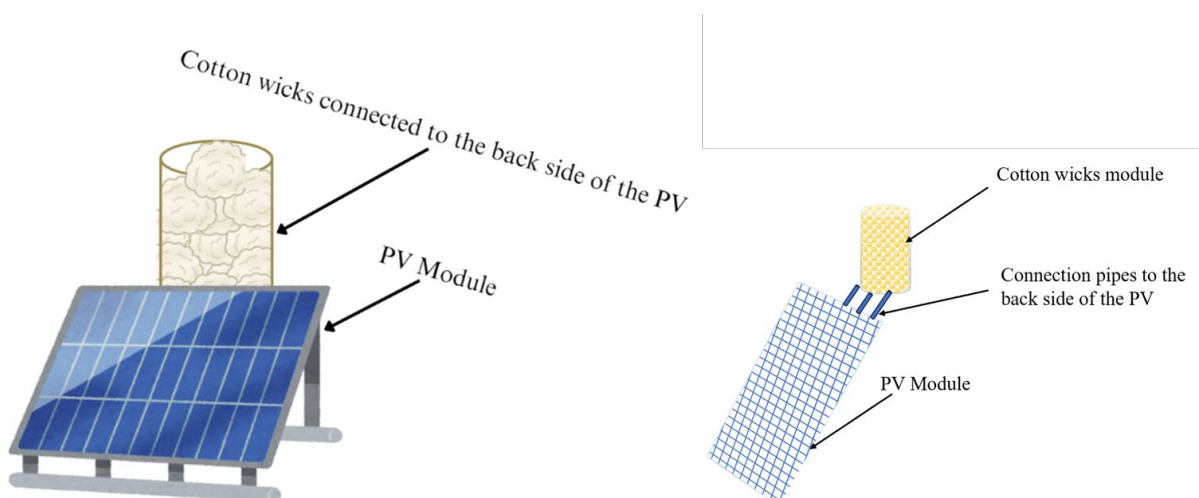 Cotton wicks connected to the back side of the PV
PV Module
Cotton wicks module
Connection pipes to the
back side of the PV
PV Module